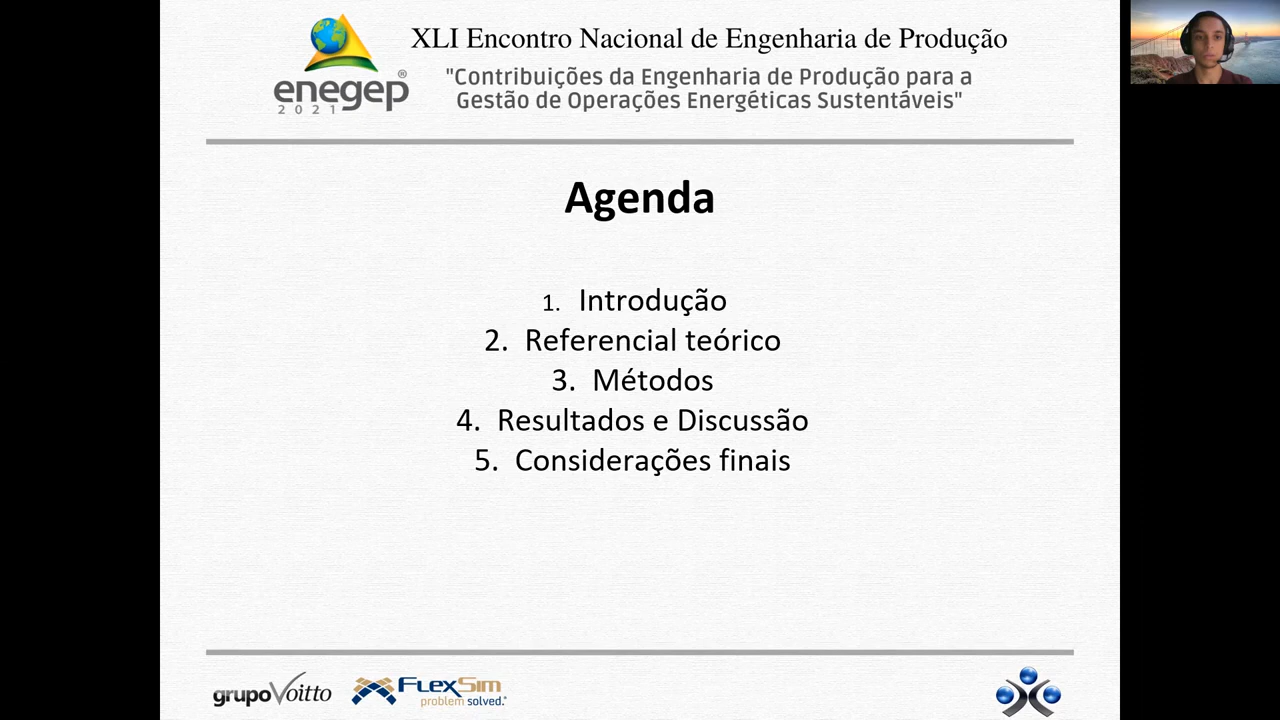 XLI Encontro Nacional de Engenharia de Produção
"Contribuições da Engenharia de Produção para a
Gestão de Operações Energéticas Sustentáveis"
enegep®
2021
Agenda
1. Introdução
2. Referencial teórico
3. Métodos
4. Resultados e Discussão
5. Considerações finais
grupoVoitto
FLEXSIM
problem solved.®